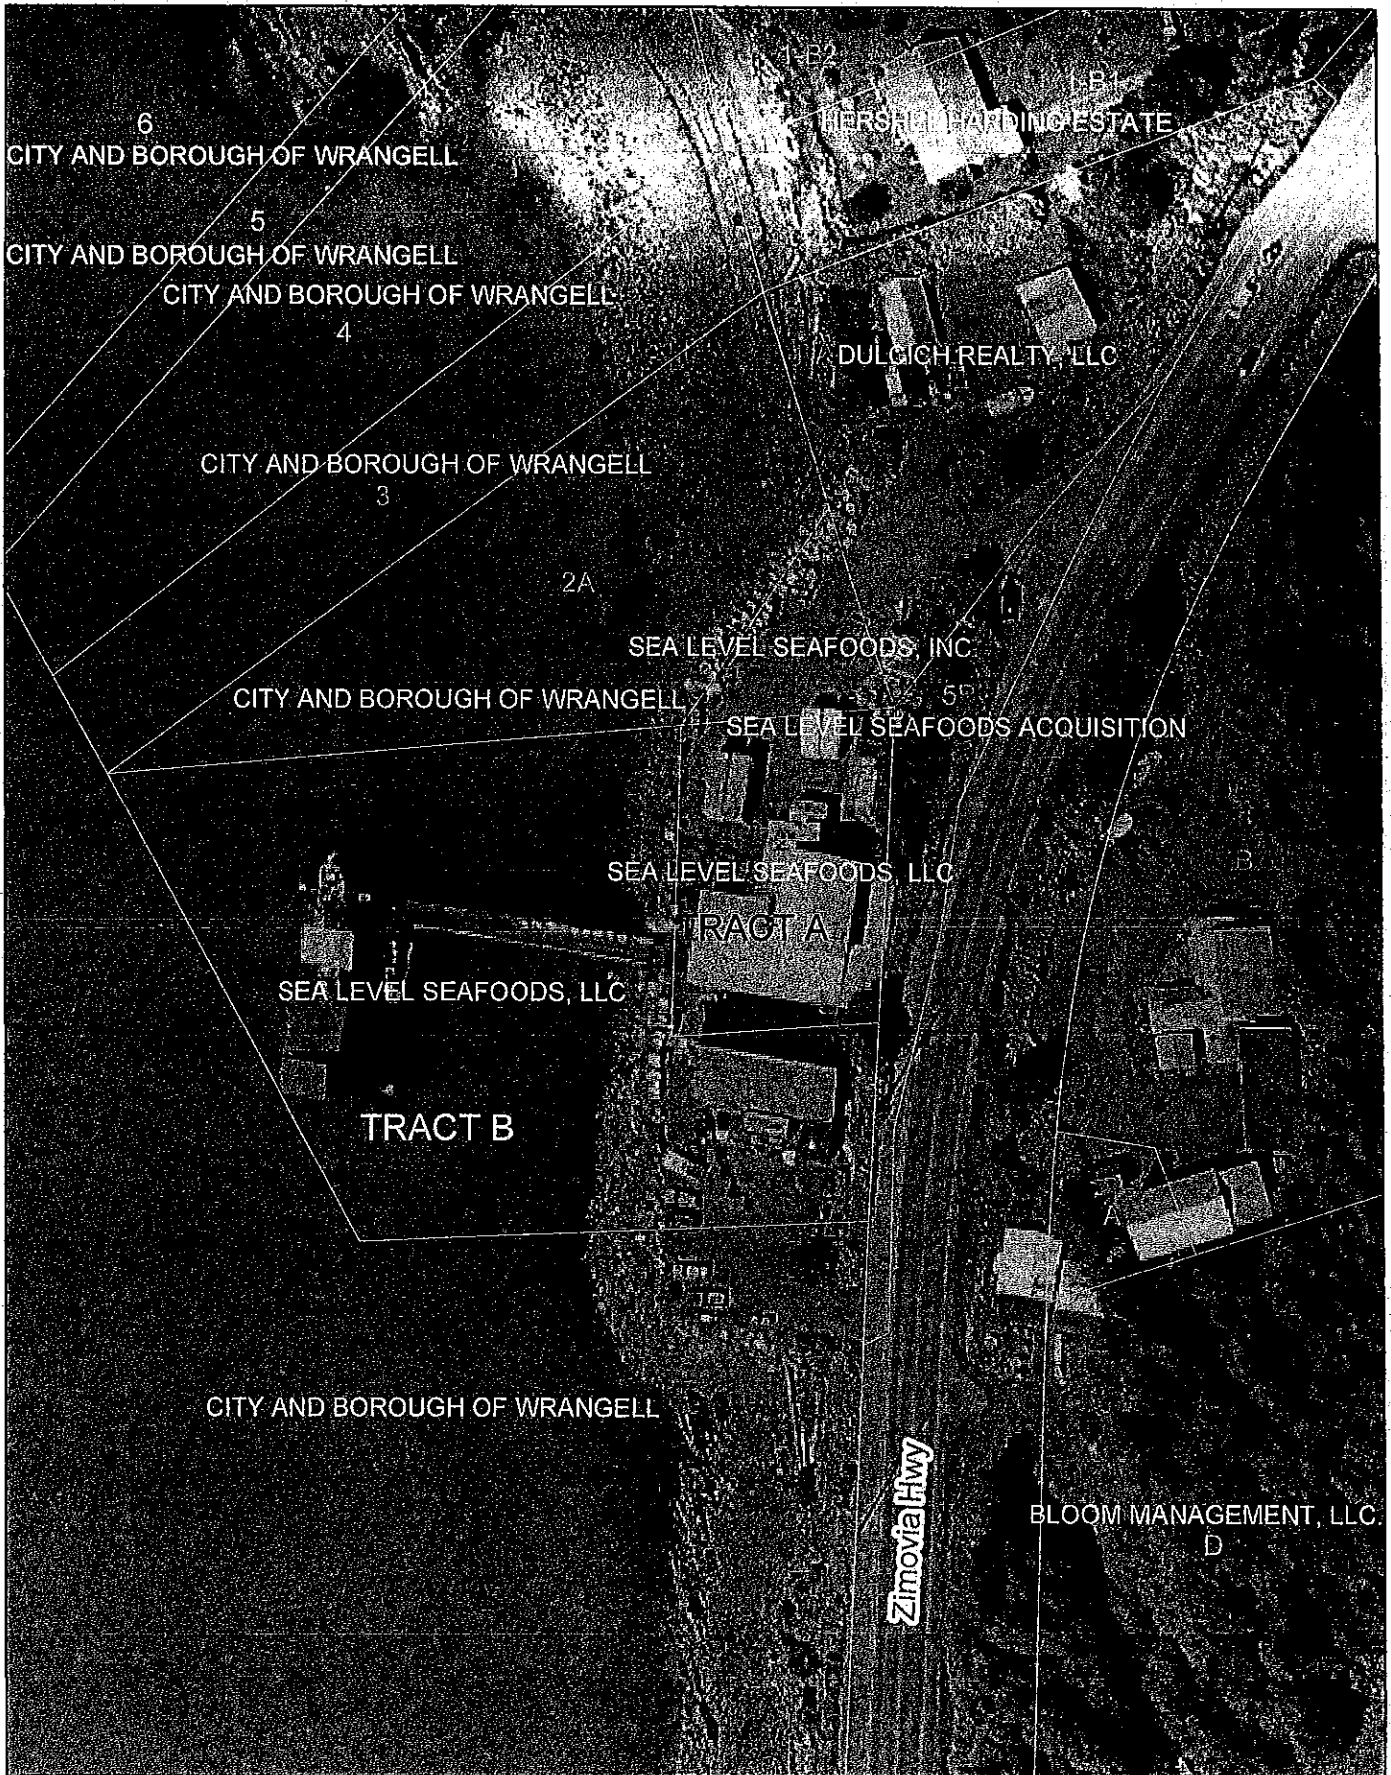 1-B2
I-B1
HERSHEL HARDING ESTATE
6
CITY AND BOROUGH OF WRANGELL
5
CITY AND BOROUGH OF WRANGELL
CITY AND BOROUGH OF WRANGELL
4
DULGICH REALTY, LLC
CITY AND BOROUGH OF WRANGELL
3
2A
SEA LEVEL SEAFOODS, INC
CITY AND BOROUGH OF WRANGELL
SEA LEVEL SEAFOODS ACQUISITION
B
SEA LEVEL SEAFOODS, LLC
TRACT A
SEA LEVEL SEAFOODS, LLC
TRACT B
A
CITY AND BOROUGH OF WRANGELL
Zimovia Hwy
BLOOM MANAGEMENT, LLC.
D